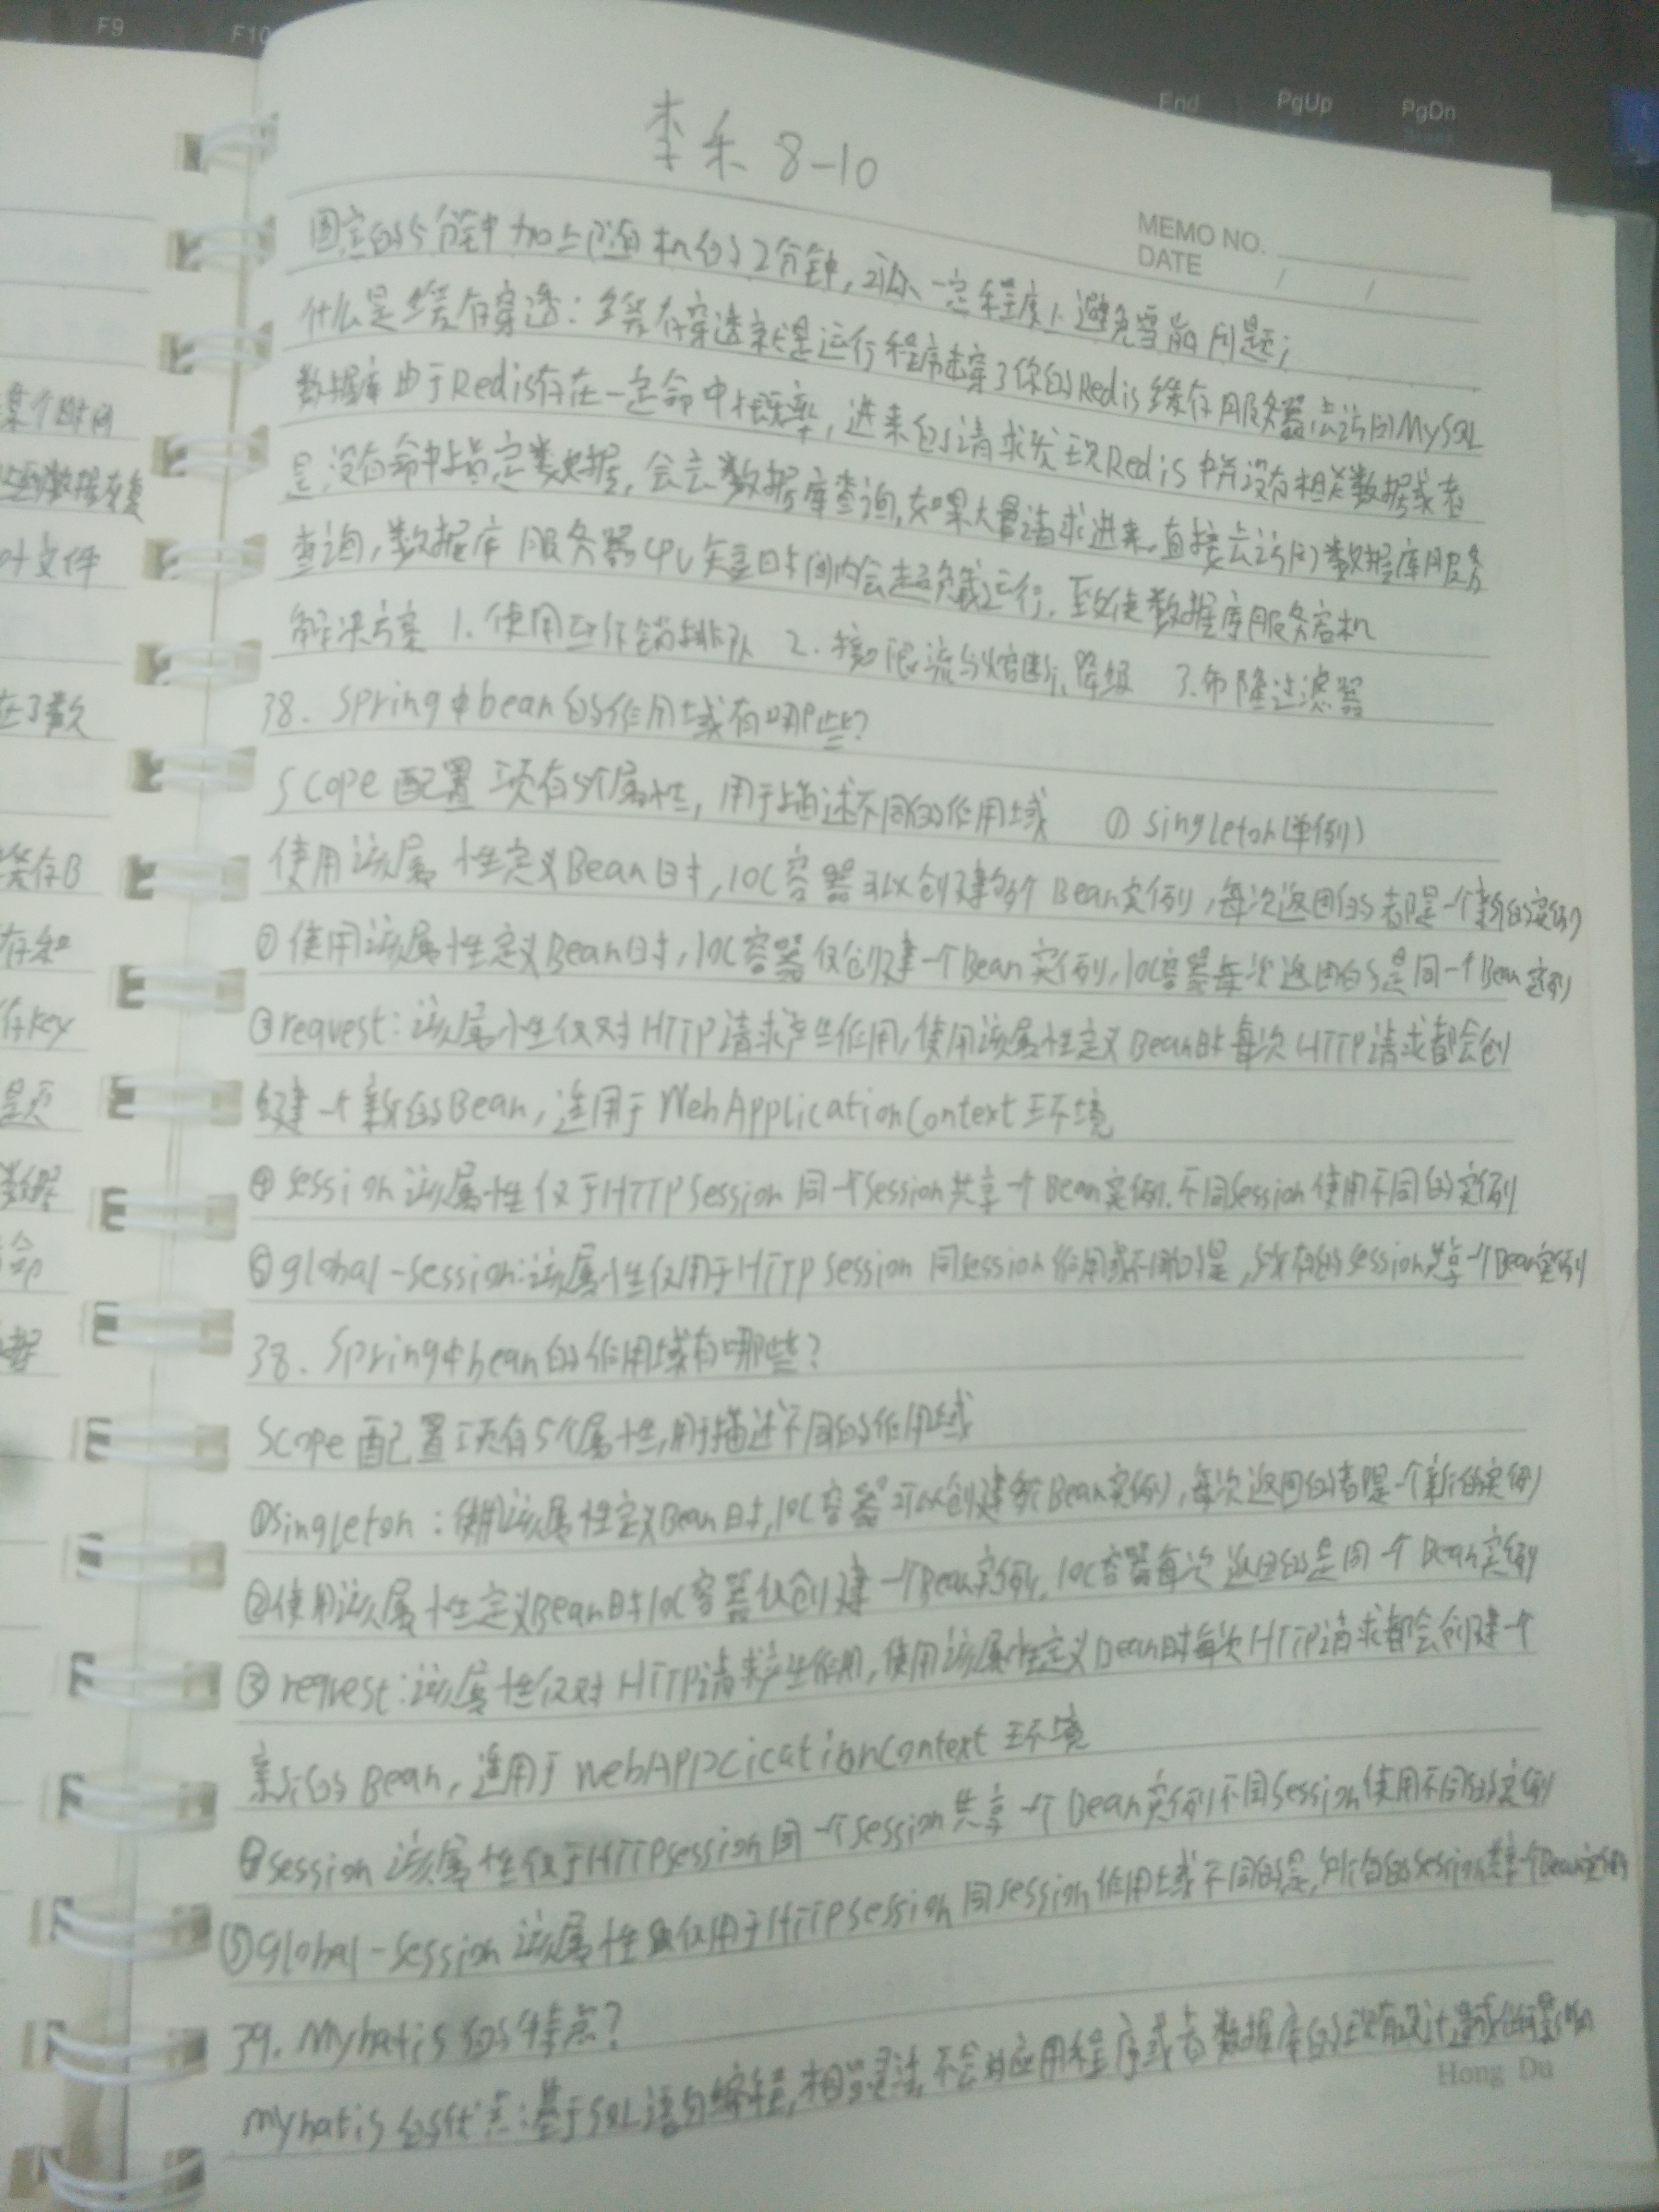 F9 F10 End PgUp PgDn
李禾 8-10
MEMO NO.
DATE / /
固定的5分钟加上随机的2分钟,可以一定程度上避免雪崩问题;
什么是缓存穿透:缓存穿透就是运行程序击穿了你的Redis缓存服务器,去访问MySQL
数据库由于Redis存在一定命中概率,进来的请求发现Redis中并没有相关数据或者
是没有命中指定类数据,会去数据库查询,如果大量请求进来,直接去访问数据库服务
查询,数据库服务器CPU矢量时间内会超负载运行,致使数据库服务宕机
解决方案 1.使用互斥锁排队 2.接口限流与熔断、降级 3.布隆过滤器
38. Spring中bean的作用域有哪些?
Scope配置项有5个属性,用于描述不同的作用域 ① singleton(单例)
使用该属性定义Bean时,IOC容器可以创建多个Bean实例,每次返回的都是一个新的实例
②使用该属性定义Bean时,IOC容器仅创建一个Bean实例,IOC容器每次返回的是同一个Bean实例
③request:该属性仅对HTTP请求产生作用,使用该属性定义Bean时每次HTTP请求都会创
建一个新的Bean,适用于WebApplicationContext环境
④session该属性仅于HTTPSession同一个Session共享一个Bean实例.不同Session使用不同的实例
⑤global-session:该属性仅用于HTTPSession同session作用域不同的是,所有的session共享一个Bean实例
38. Spring中bean的作用域有哪些?
Scope配置项有5个属性,用于描述不同的作用域
①singleton:使用该属性定义Bean时,IOC容器可以创建多个Bean实例,每次返回的都是一个新的实例
②使用该属性定义Bean时IOC容器仅创建一个Bean实例,IOC容器每次返回的是同一个Bean实例
③request:该属性仅对HTTP请求产生作用,使用该属性定义Bean时每次HTTP请求都会创建一个
新的Bean,适用于WebAppcicationContext环境
④session该属性仅于HTTPSession同一个session共享一个Bean实例不同Session使用不同的实例
⑤global-session该属性仅用于HTTPSession同session作用域不同的是,所有的session共享一个Bean实例
39. Mybatis的特点?
Mybatis的优点:基于SQL语句编程,相当灵活,不会对应用程序或者数据库的现有设计造成任何影响
Hong Du